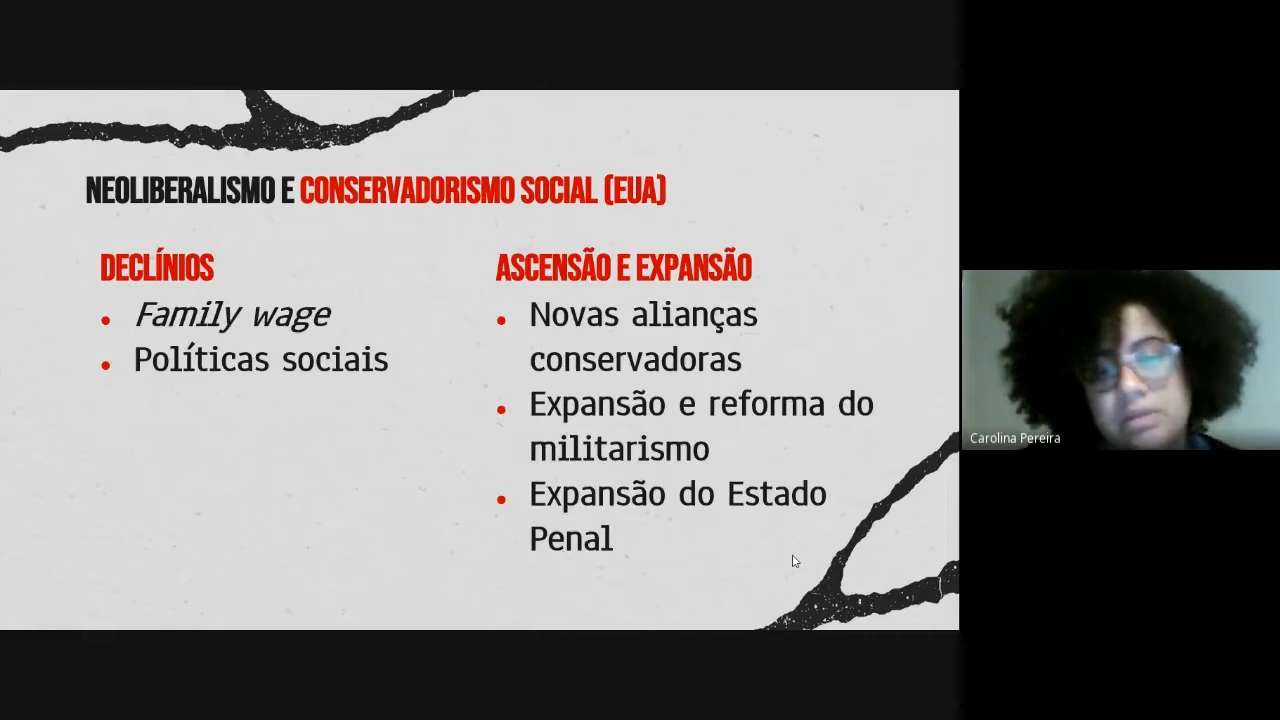 NEOLIBERALISMO E CONSERVADORISMO SOCIAL (EUA)
DECLÍNIOS
• Family wage
• Políticas sociais
ASCENSÃO E EXPANSÃO
• Novas alianças
conservadoras
• Expansão e reforma do
militarismo
• Expansão do Estado
Penal
Carolina Pereira